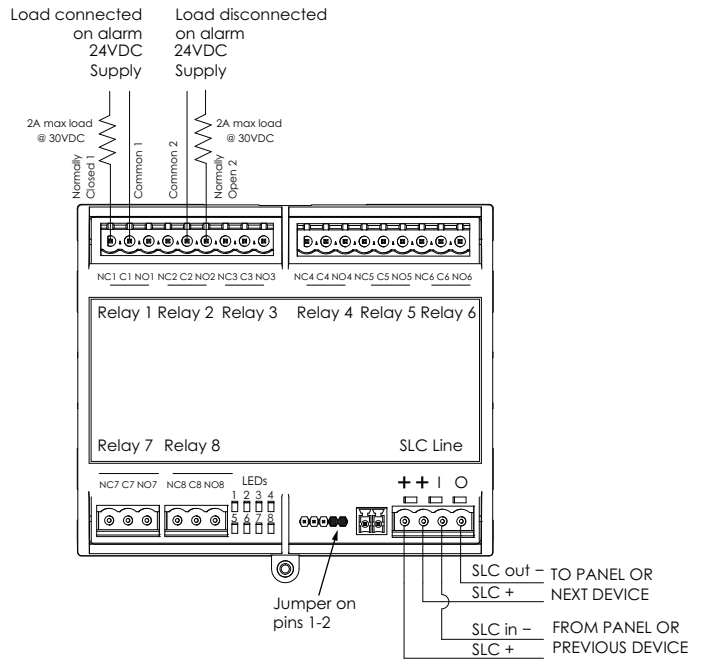 Load connected
on alarm
24VDC
Supply
Load disconnected
on alarm
24VDC
Supply
2A max load
@ 30VDC
2A max load
@ 30VDC
Normally
Closed 1
Common 1
Common 2
Normally
Open 2
NC1 C1 NO1 NC2 C2 NO2 NC3 C3 NO3
NC4 C4 NO4 NC5 C5 NO5 NC6 C6 NO6
Relay 1 Relay 2 Relay 3
Relay 4 Relay 5 Relay 6
Relay 7 Relay 8
SLC Line
NC7 C7 NO7 NC8 C8 NO8
LEDs
1 2 3 4
5 6 7 8
+ + I O
Jumper on
pins 1-2
SLC out –
SLC +
TO PANEL OR
NEXT DEVICE
SLC in –
SLC +
FROM PANEL OR
PREVIOUS DEVICE